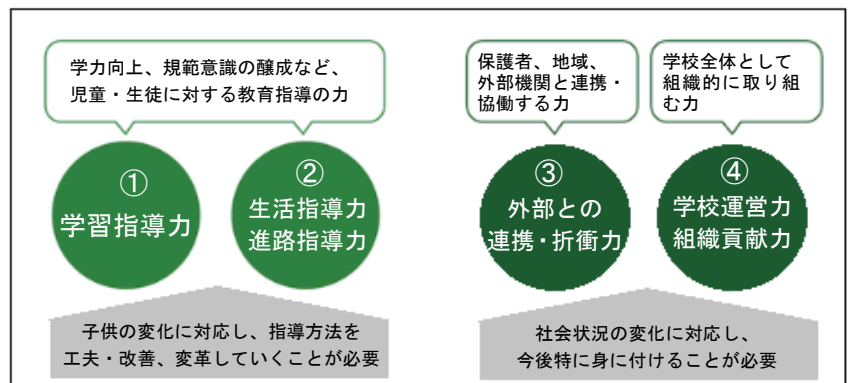 学力向上、規範意識の醸成など、
児童・生徒に対する教育指導の力
保護者、地域、
外部機関と連携・
協働する力
学校全体として
組織的に取り組
む力
①
学習指導力
②
生活指導力
進路指導力
③
外部との
連携・折衝力
④
学校運営力
組織貢献力
子供の変化に対応し、指導方法を
工夫・改善、変革していくことが必要
社会状況の変化に対応し、
今後特に身に付けることが必要